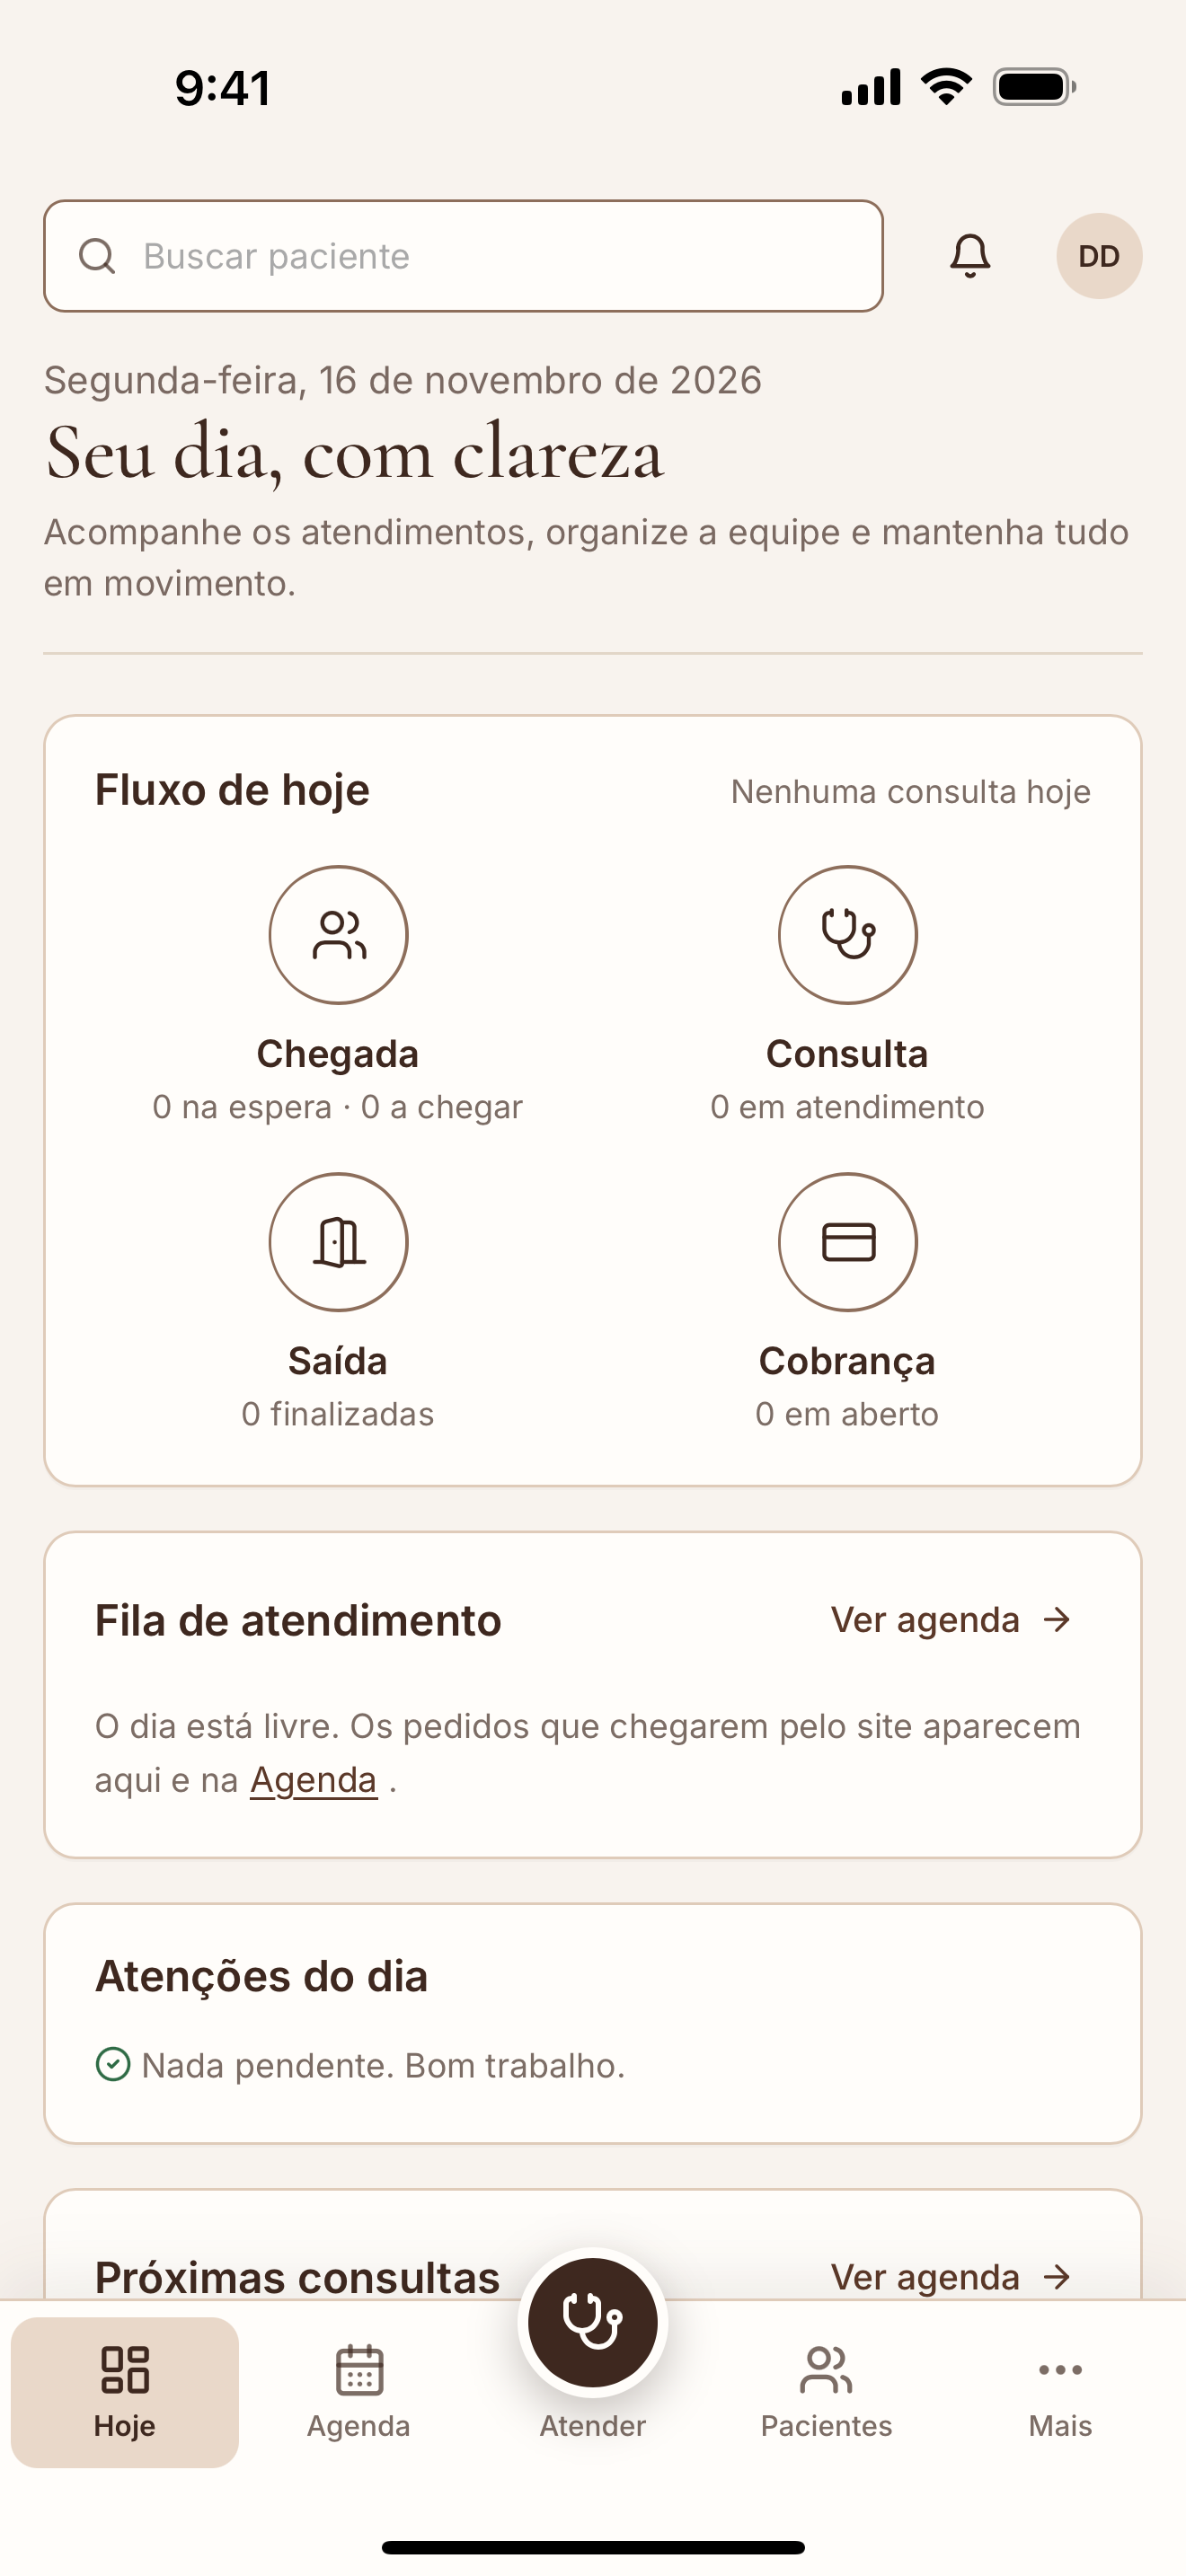 9:41
Buscar paciente
DD
Segunda-feira, 16 de novembro de 2026
Seu dia, com clareza
Acompanhe os atendimentos, organize a equipe e mantenha tudo
em movimento.
Fluxo de hoje
Nenhuma consulta hoje
Chegada
0 na espera · 0 a chegar
Consulta
0 em atendimento
Saída
0 finalizadas
Cobrança
0 em aberto
Fila de atendimento
Ver agenda
O dia está livre. Os pedidos que chegarem pelo site aparecem
aqui e na Agenda .
Atenções do dia
Nada pendente. Bom trabalho.
Próximas consultas
Ver agenda
Hoje
Agenda
Atender
Pacientes
Mais